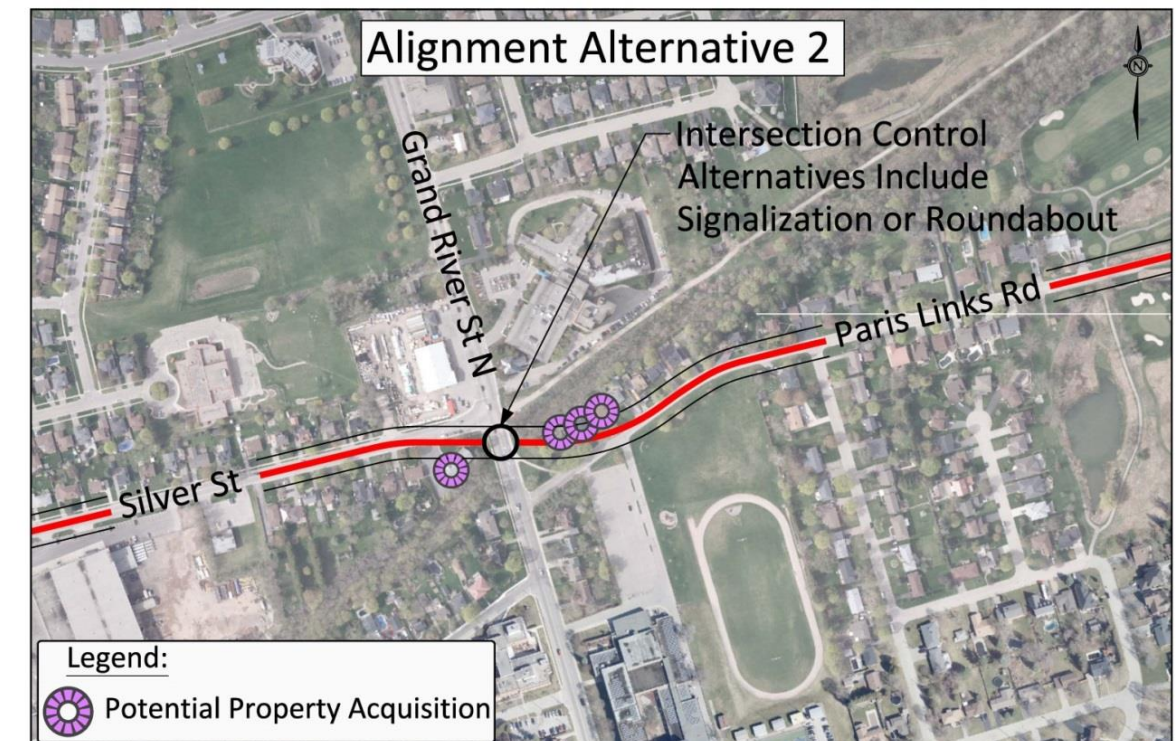 Alignment Alternative 2
N
Grand River St N
Intersection Control
Alternatives Include
Signalization or Roundabout
Paris Links Rd
Silver St
Legend:
Potential Property Acquisition